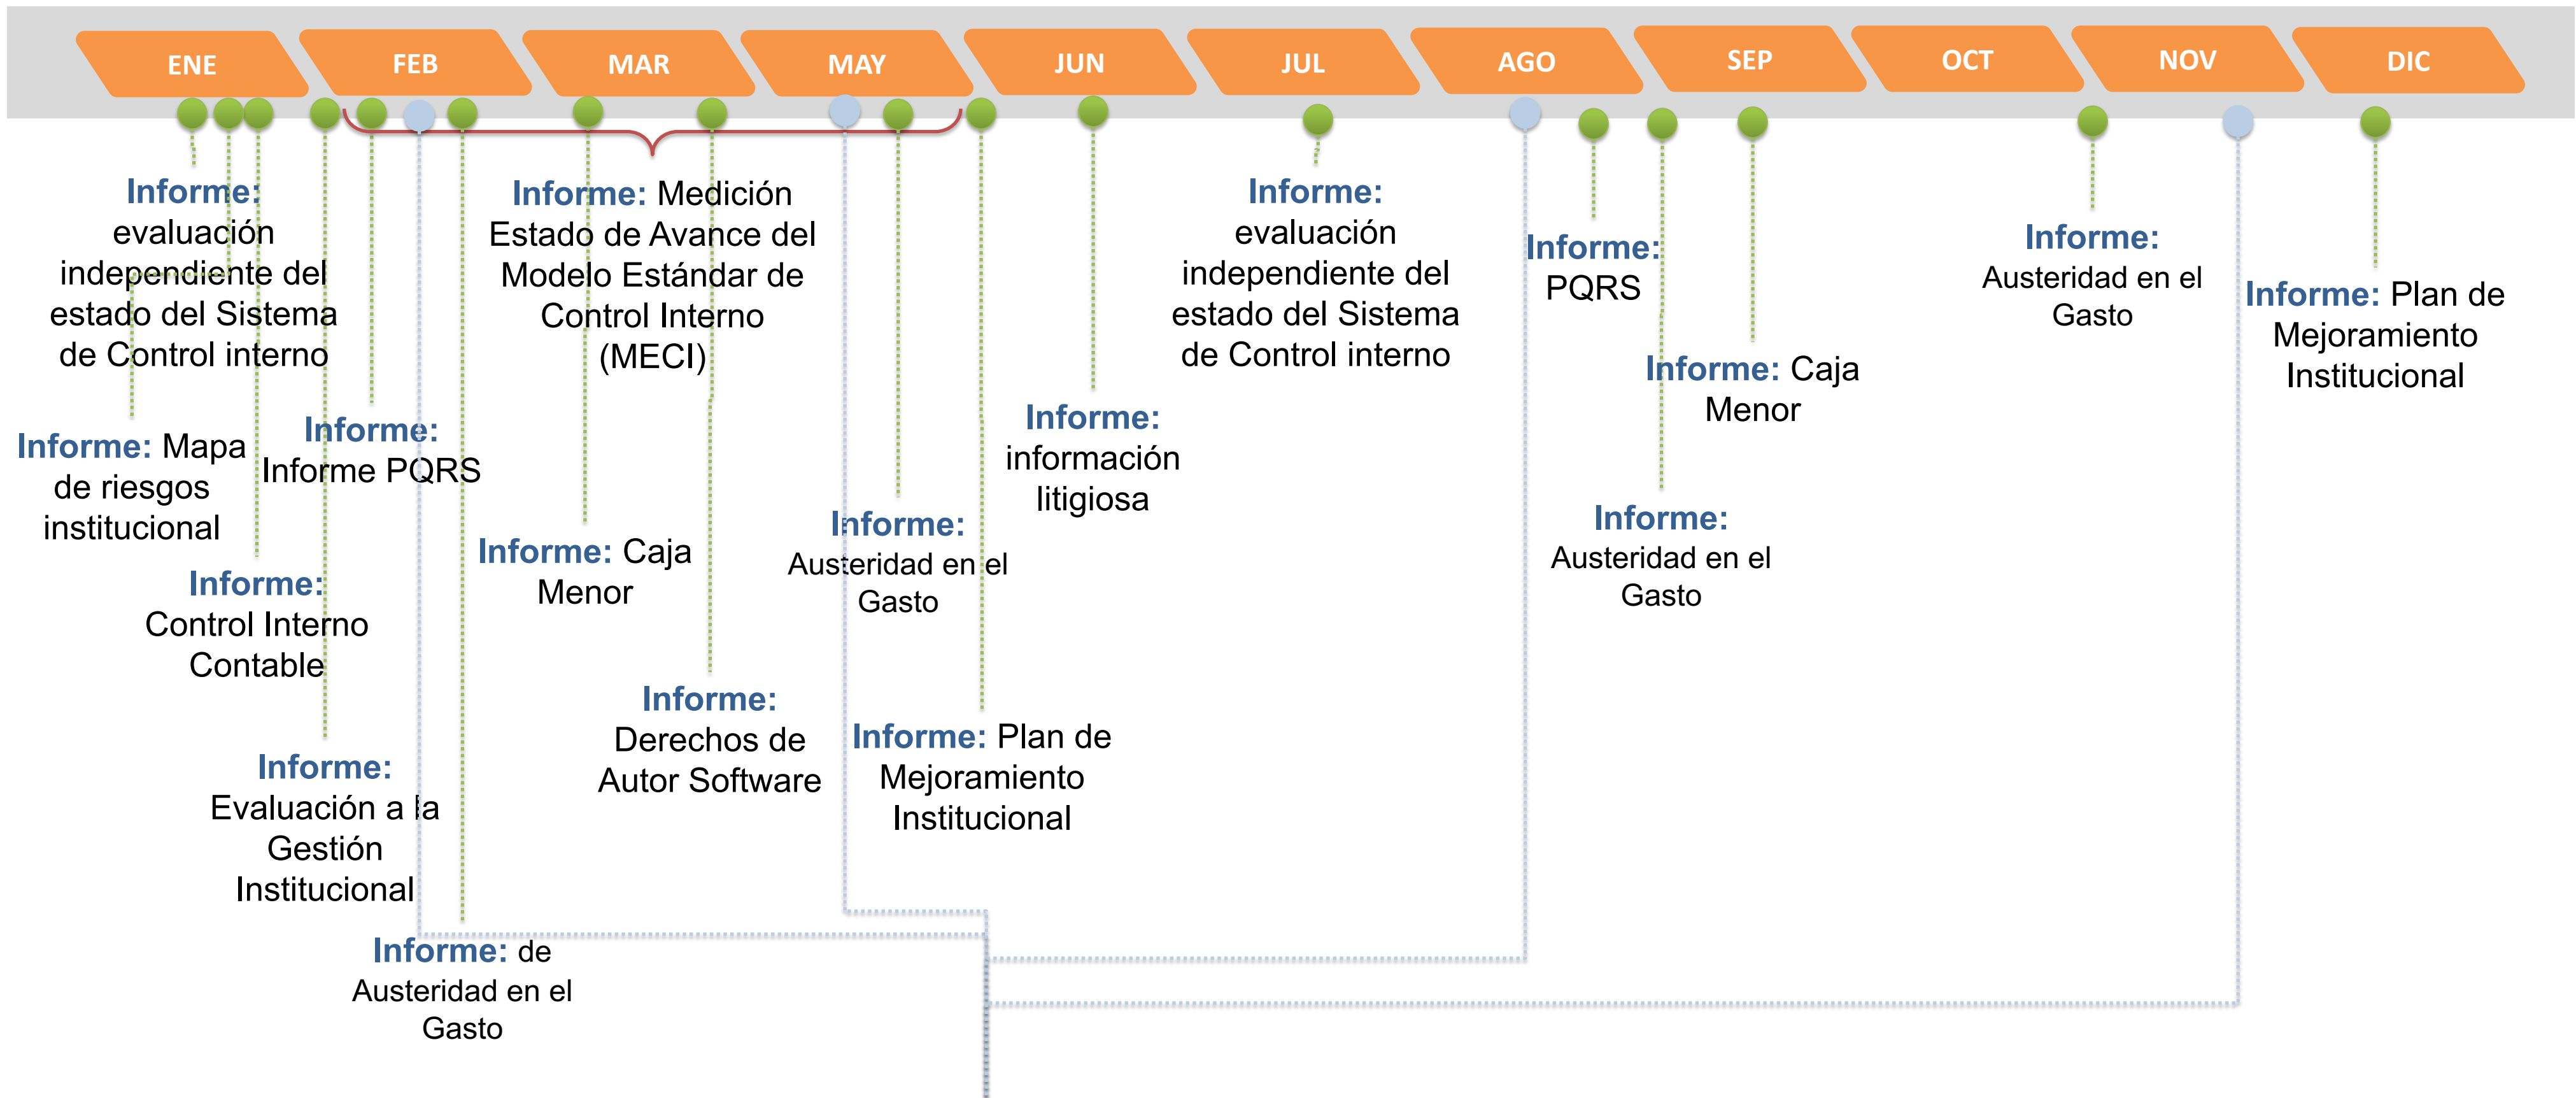 ENE
FEB
MAR
MAY
JUN
JUL
AGO
SEP
OCT
NOV
DIC
Informe:
evaluación
independiente del
estado del Sistema
de Control interno
Informe: Mapa
de riesgos
institucional
Informe:
Control Interno
Contable
Informe:
Evaluación a la
Gestión
Institucional
Informe:
Informe PQRS
Informe: de
Austeridad en el
Gasto
Informe: Medición
Estado de Avance del
Modelo Estándar de
Control Interno
(MECI)
Informe: Caja
Menor
Informe:
Derechos de
Autor Software
Informe:
Austeridad en el
Gasto
Informe: Plan de
Mejoramiento
Institucional
Informe:
información
litigiosa
Informe:
evaluación
independiente del
estado del Sistema
de Control interno
Informe:
PQRS
Informe:
Austeridad en el
Gasto
Informe: Caja
Menor
Informe:
Austeridad en el
Gasto
Informe: Plan de
Mejoramiento
Institucional